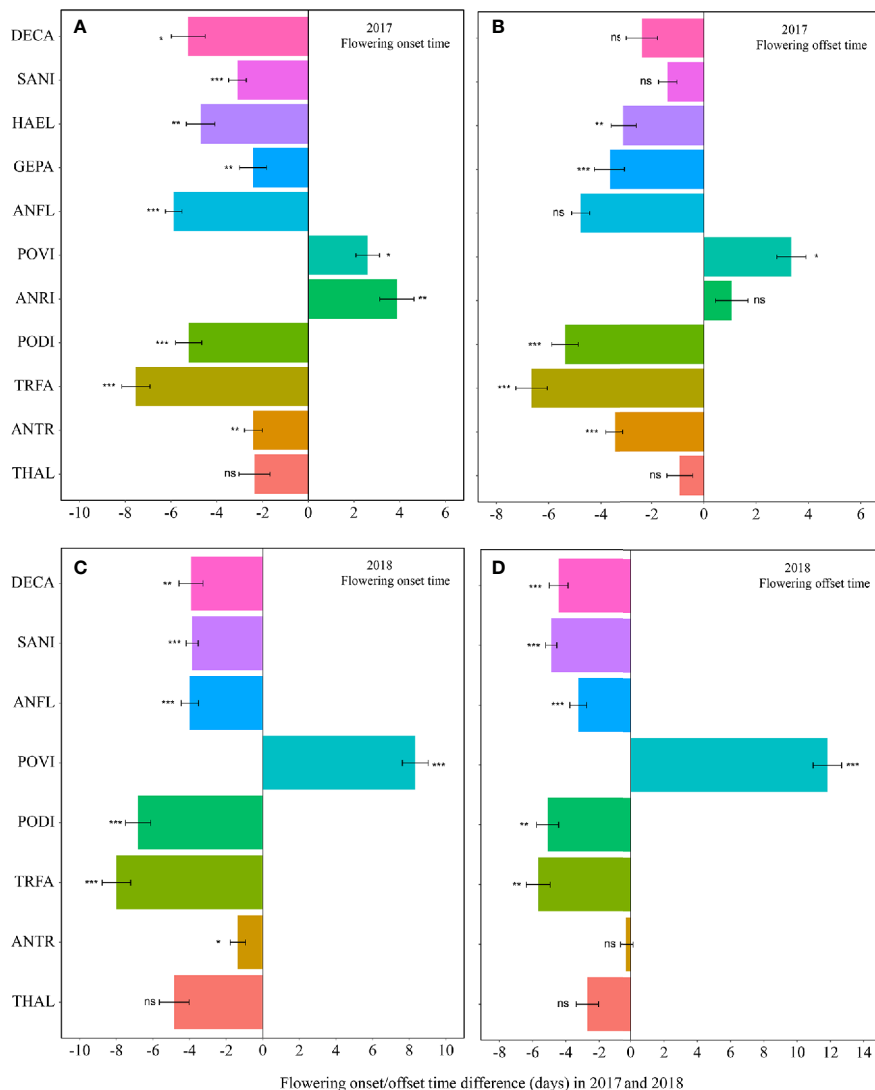 A
2017
Flowering onset time
DECA
*
SANI
***
HAEL
**
GEPA
**
ANFL
***
POVI
*
ANRI
**
PODI
***
TRFA
***
ANTR
**
THAL
ns
-10 -8 -6 -4 -2 0 2 4 6
B
2017
Flowering offset time
ns
ns
**
***
ns
*
ns
***
***
***
ns
-8 -6 -4 -2 0 2 4 6
C
2018
Flowering onset time
DECA
**
SANI
***
ANFL
***
POVI
***
PODI
***
TRFA
***
ANTR
*
THAL
ns
-10 -8 -6 -4 -2 0 2 4 6 8 10
D
2018
Flowering offset time
***
***
***
***
**
**
ns
ns
-8 -6 -4 -2 0 2 4 6 8 10 12 14
Flowering onset/offset time difference (days) in 2017 and 2018